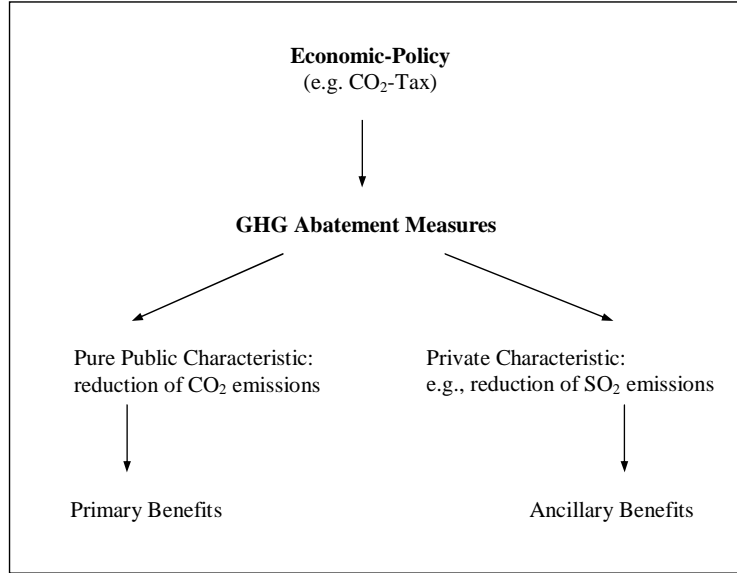 Economic-Policy
(e.g. CO₂-Tax)
GHG Abatement Measures
Pure Public Characteristic:
reduction of CO₂ emissions
Private Characteristic:
e.g., reduction of SO₂ emissions
Primary Benefits
Ancillary Benefits